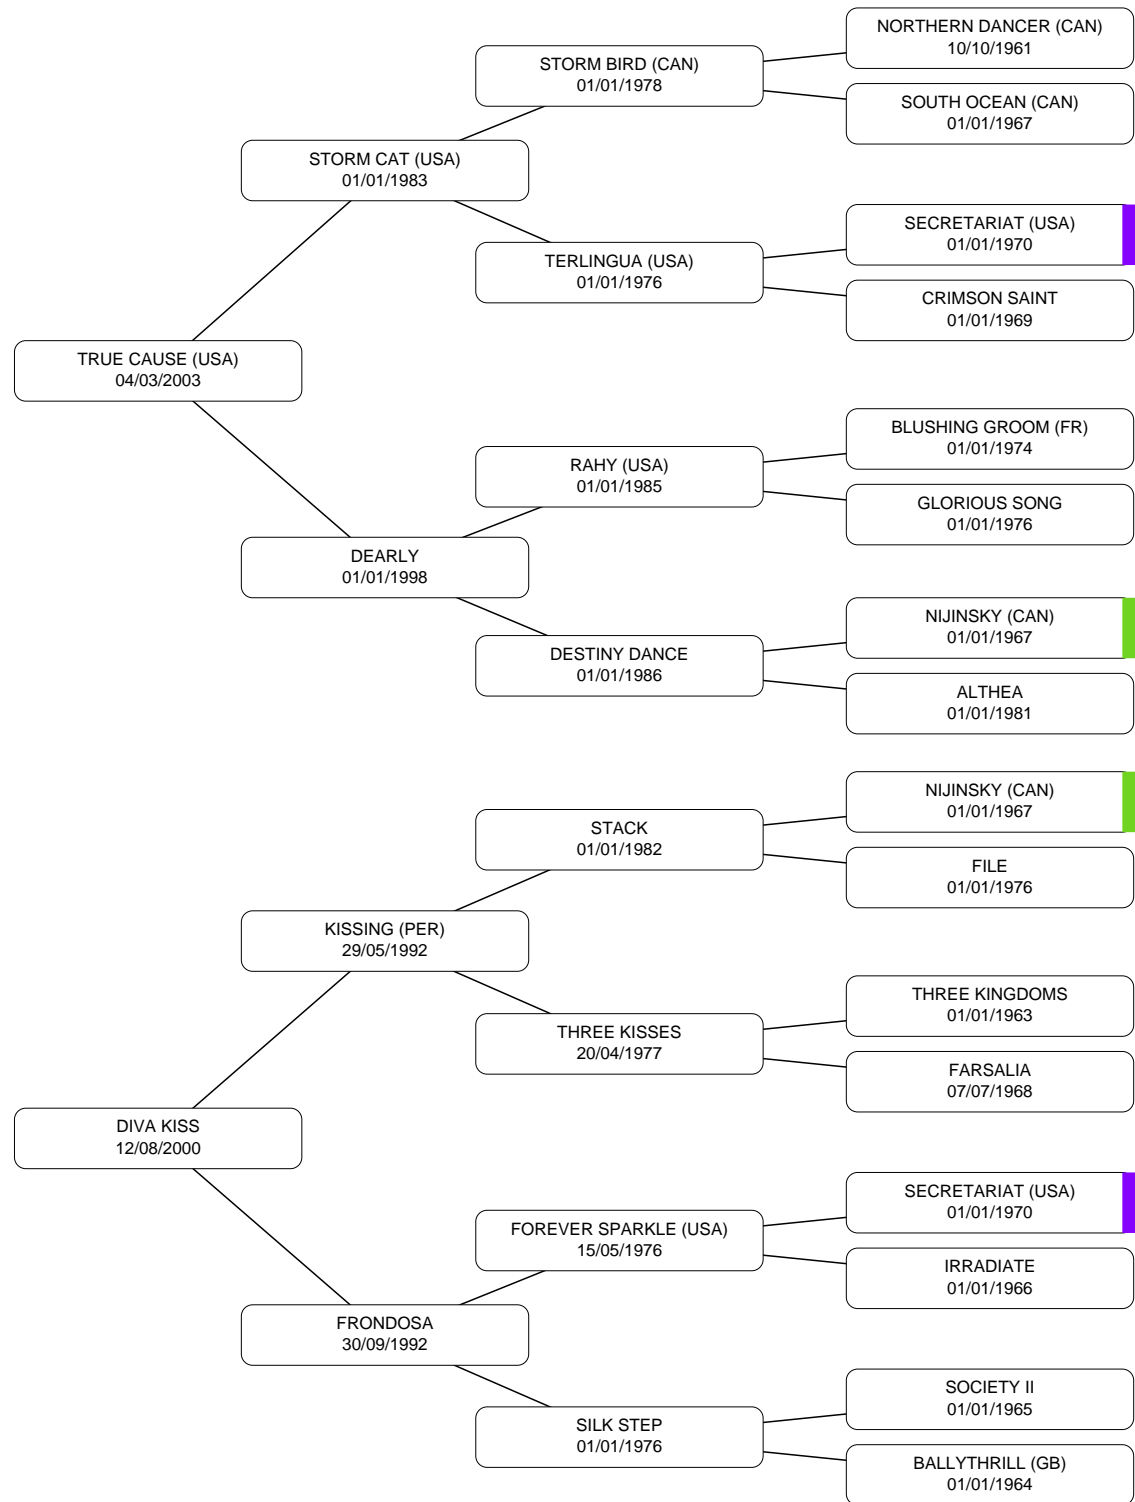 NORTHERN DANCER (CAN)
10/10/1961
STORM BIRD (CAN)
01/01/1978
SOUTH OCEAN (CAN)
01/01/1967
STORM CAT (USA)
01/01/1983
SECRETARIAT (USA)
01/01/1970
TERLINGUA (USA)
01/01/1976
CRIMSON SAINT
01/01/1969
TRUE CAUSE (USA)
04/03/2003
BLUSHING GROOM (FR)
01/01/1974
RAHY (USA)
01/01/1985
GLORIOUS SONG
01/01/1976
DEARLY
01/01/1998
NIJINSKY (CAN)
01/01/1967
DESTINY DANCE
01/01/1986
ALTHEA
01/01/1981
NIJINSKY (CAN)
01/01/1967
STACK
01/01/1982
FILE
01/01/1976
KISSING (PER)
29/05/1992
THREE KINGDOMS
01/01/1963
THREE KISSES
20/04/1977
FARSALIA
07/07/1968
DIVA KISS
12/08/2000
SECRETARIAT (USA)
01/01/1970
FOREVER SPARKLE (USA)
15/05/1976
IRRADIATE
01/01/1966
FRONDOSA
30/09/1992
SOCIETY II
01/01/1965
SILK STEP
01/01/1976
BALLYTHRILL (GB)
01/01/1964